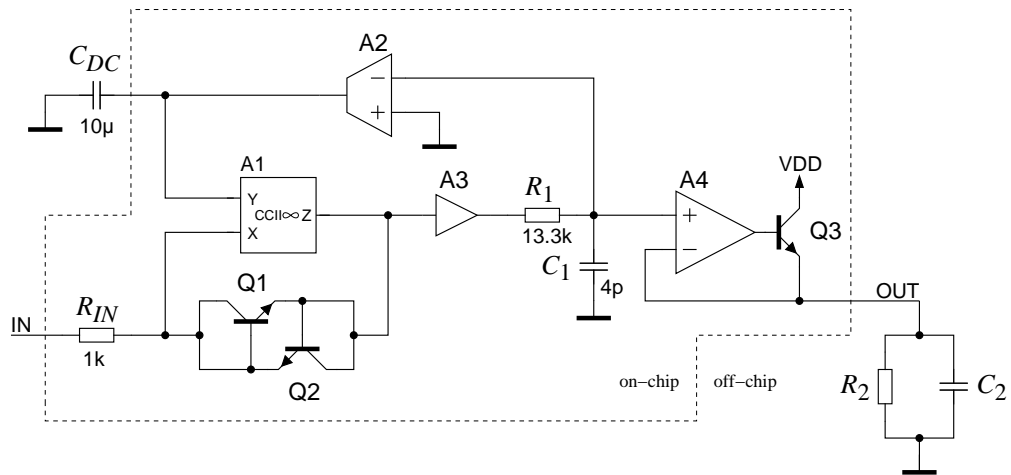 A2
C_DC
10µ
−
+
A1
Y
CCII∞ Z
X
A3
R_1
13.3k
C_1
4p
A4
+
−
VDD
Q3
OUT
IN
R_IN
1k
Q1
Q2
on−chip
off−chip
R_2
C_2